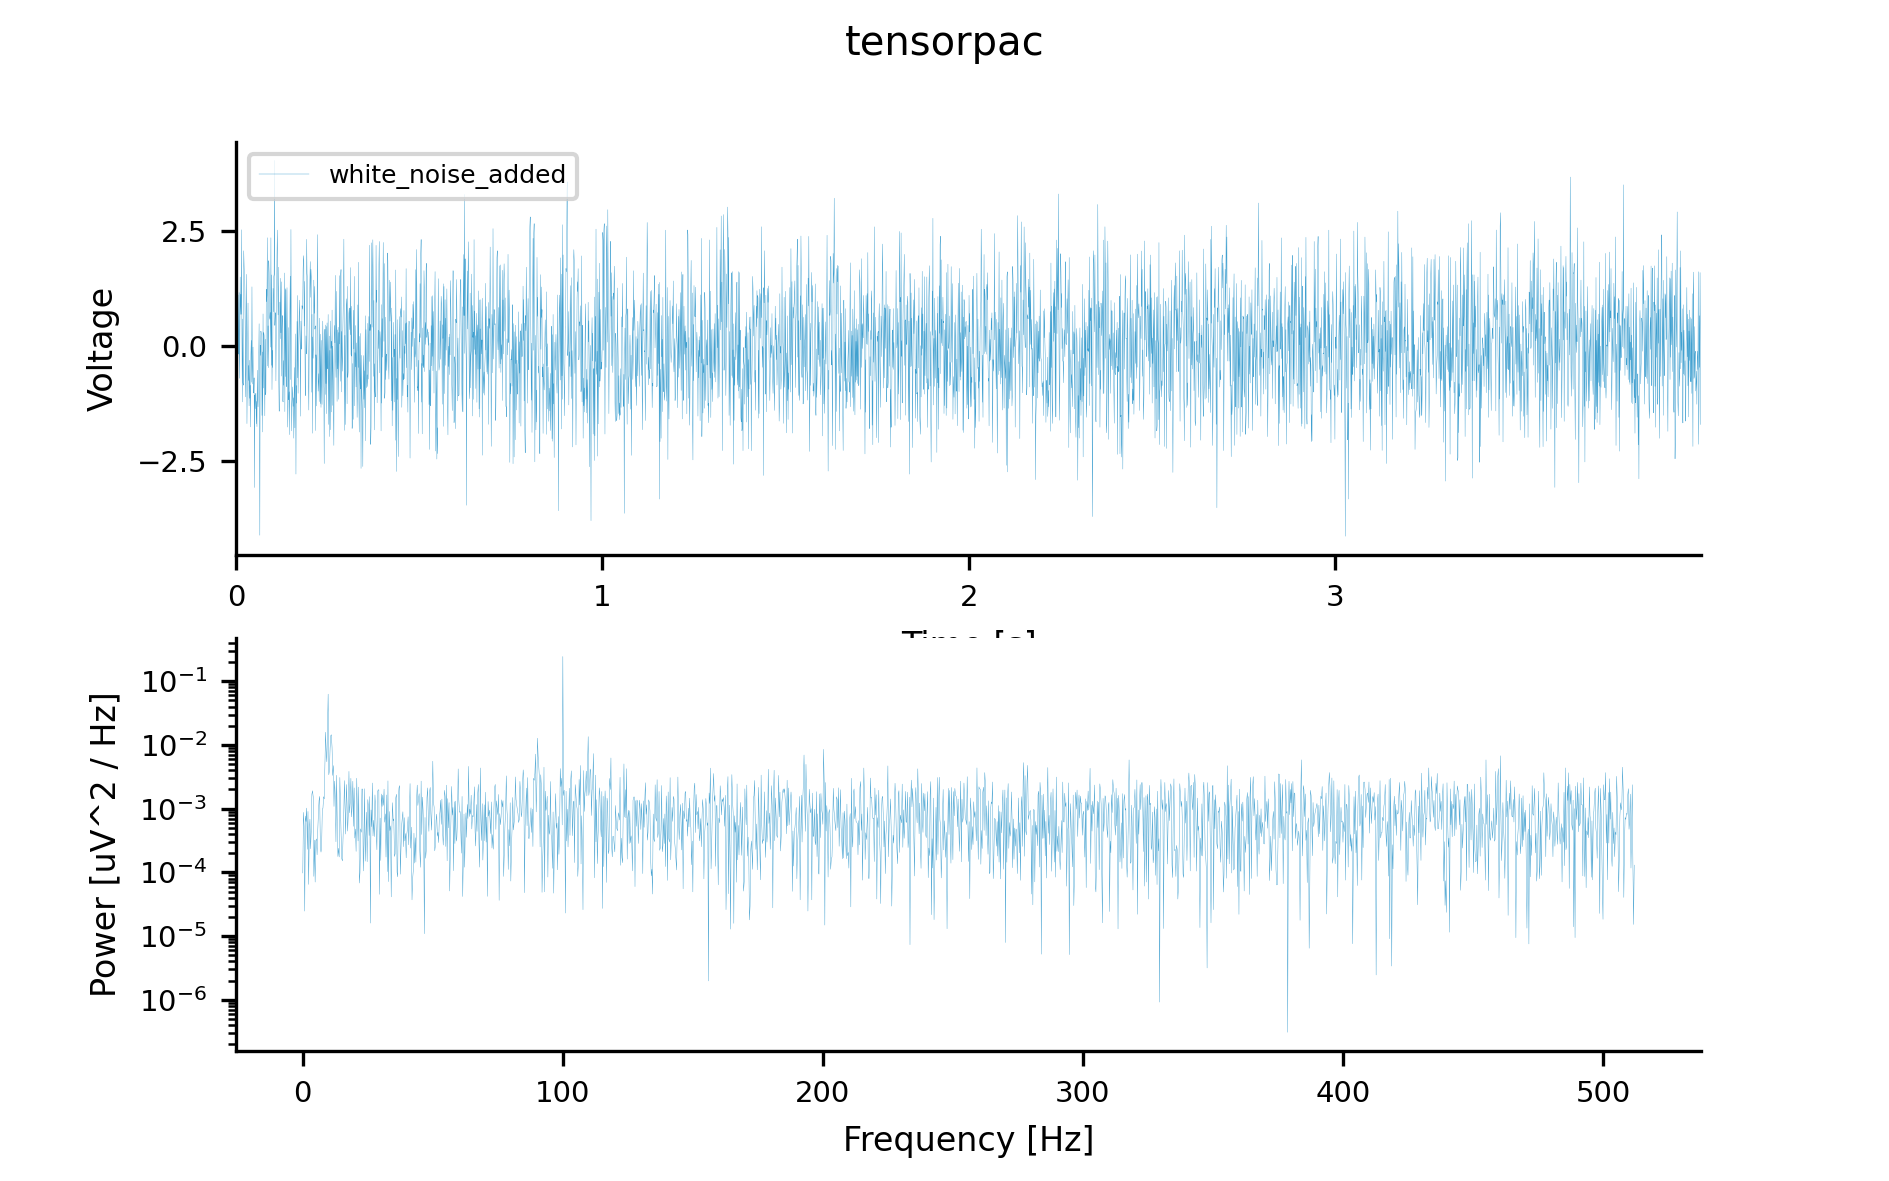 tensorpac
white_noise_added
Voltage
2.5
0.0
−2.5
0 1 2 3
Time [s]
Power [uV^2 / Hz]
10⁻¹
10⁻²
10⁻³
10⁻⁴
10⁻⁵
10⁻⁶
0 100 200 300 400 500
Frequency [Hz]